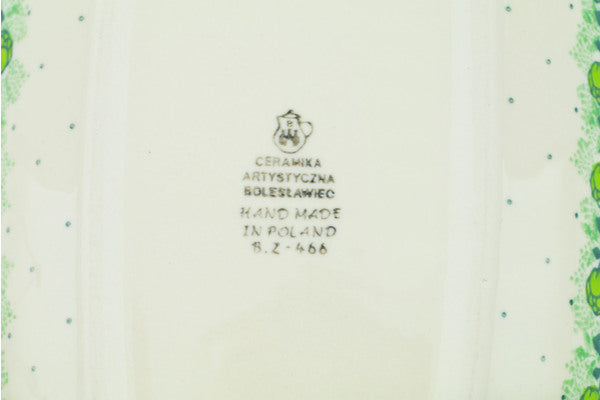 B
CERAMIKA
ARTYSTYCZNA
BOLESŁAWIEC
HAND MADE
IN POLAND
B.Z-466